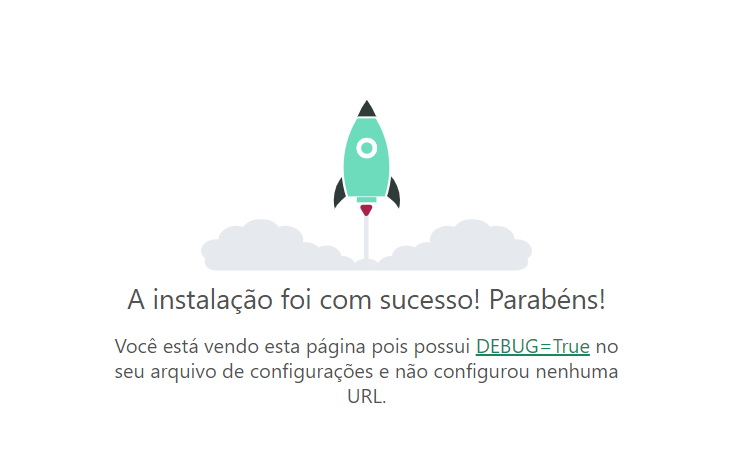 A instalação foi com sucesso! Parabéns!
Você está vendo esta página pois possui DEBUG=True no
seu arquivo de configurações e não configurou nenhuma
URL.